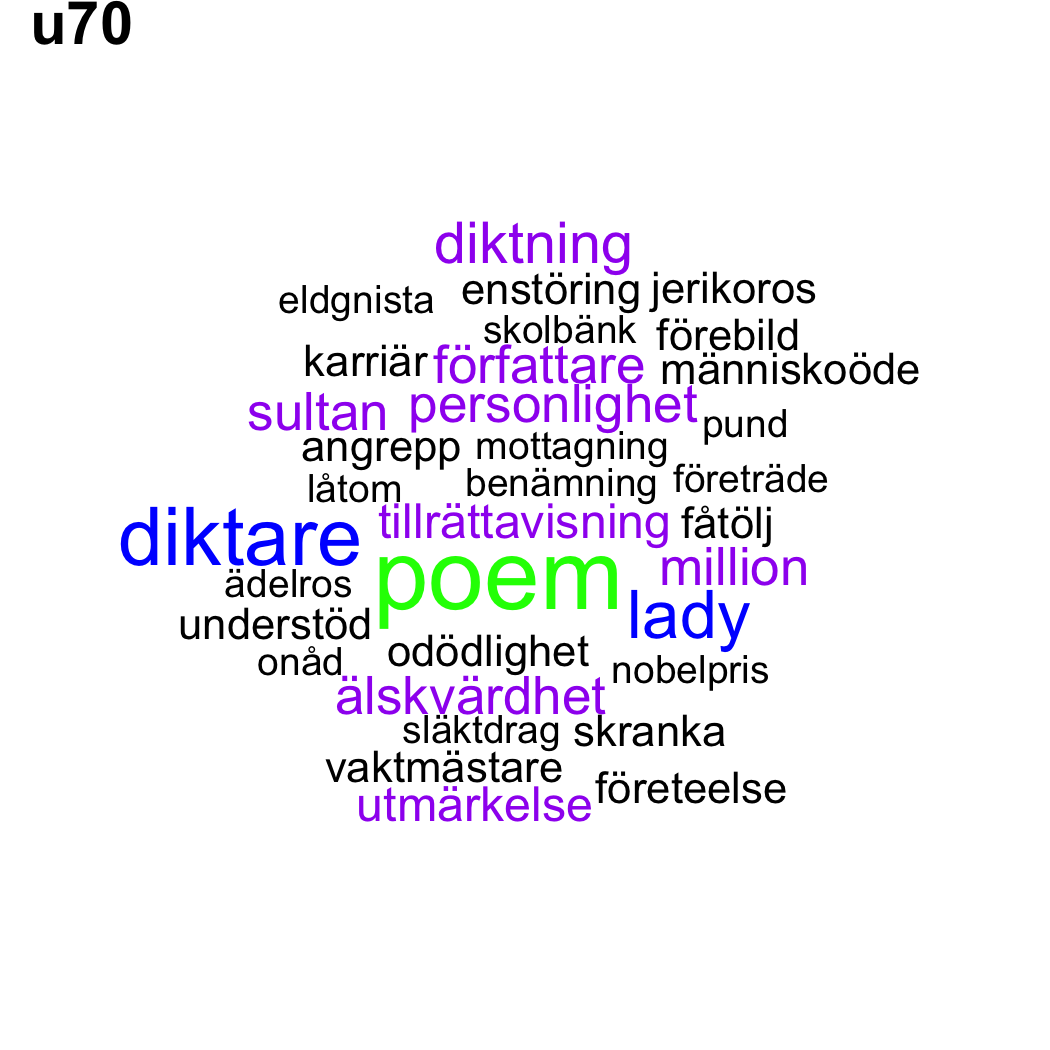 u70
diktning
eldgnista enstöring jerikoros
skolbänk förebild
karriär författare människoöde
sultan personlighet pund
angrepp mottagning
låtom benämning företräde
diktare tillrättavisning fåtölj
ädelros poem million
understöd lady
onåd odödlighet nobelpris
älskvärdhet
släktdrag skranka
vaktmästare
utmärkelse företeelse